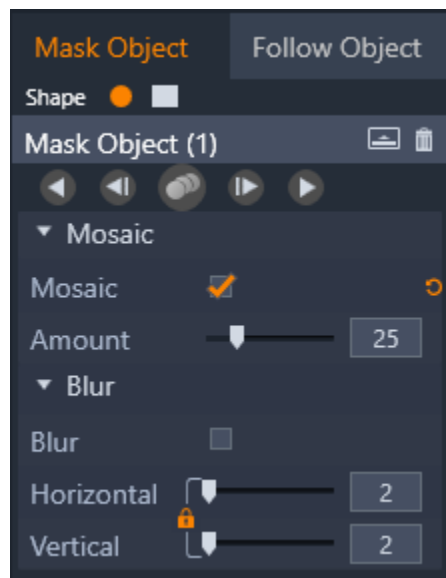 Mask Object Follow Object
Shape
Mask Object (1)
Mosaic
Mosaic
Amount 25
Blur
Blur
Horizontal 2
Vertical 2